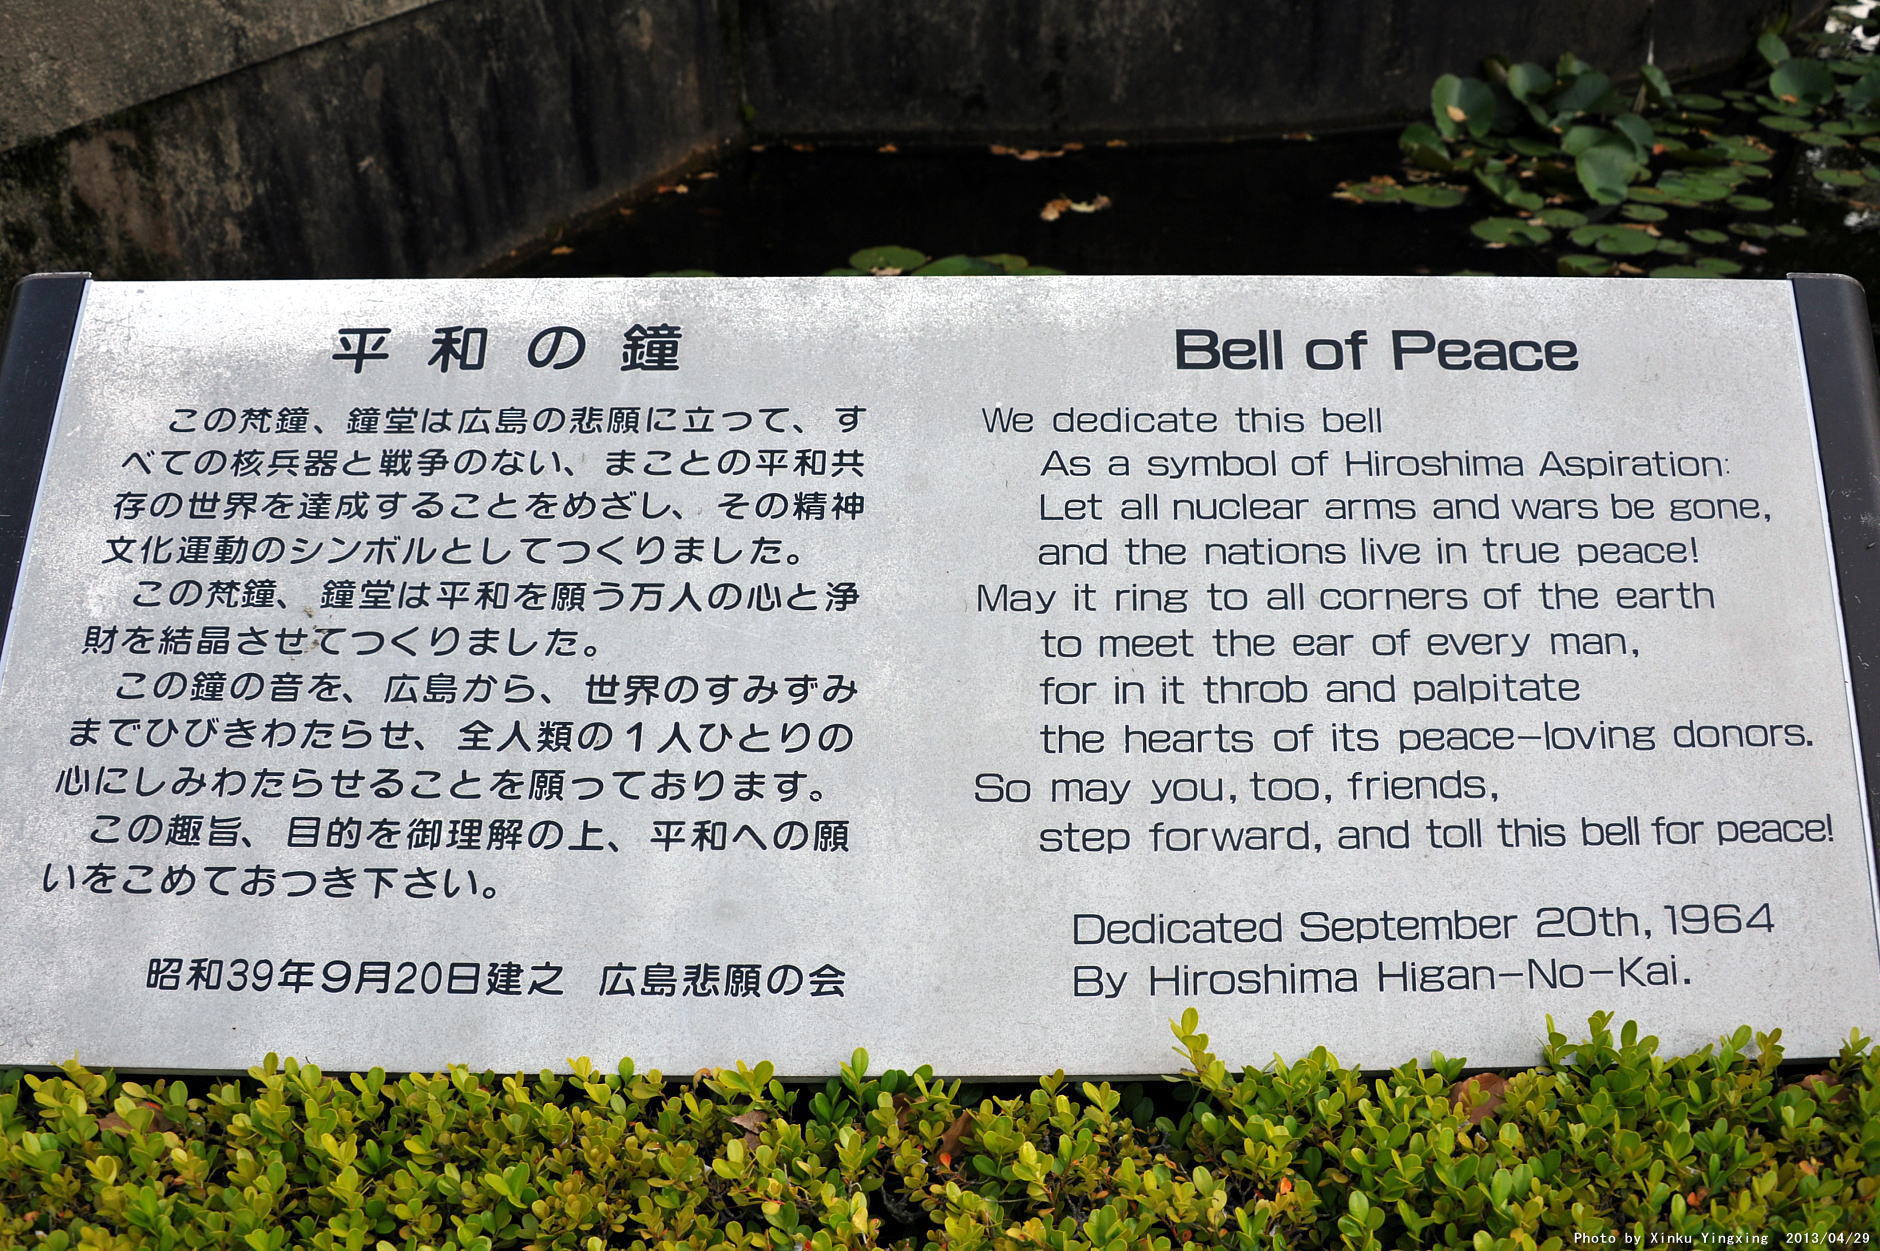 平和の鐘
この梵鐘、鐘堂は広島の悲願に立って、す
べての核兵器と戦争のない、まことの平和共
存の世界を達成することをめざし、その精神
文化運動のシンボルとしてつくりました。
この梵鐘、鐘堂は平和を願う万人の心と浄
財を結晶させてつくりました。
この鐘の音を、広島から、世界のすみずみ
までひびきわたらせ、全人類の1人ひとりの
心にしみわたらせることを願つております。
この趣旨、目的を御理解の上、平和への願
いをこめておつき下さい。
昭和39年9月20日建之 広島悲願の会
Bell of Peace
We dedicate this bell
As a symbol of Hiroshima Aspiration:
Let all nuclear arms and wars be gone,
and the nations live in true peace!
May it ring to all corners of the earth
to meet the ear of every man,
for in it throb and palpitate
the hearts of its peace-loving donors.
So may you, too, friends,
step forward, and toll this bell for peace!
Dedicated September 20th, 1964
By Hiroshima Higan-No-Kai.
Photo by Xinku Yingxing 2013/04/29